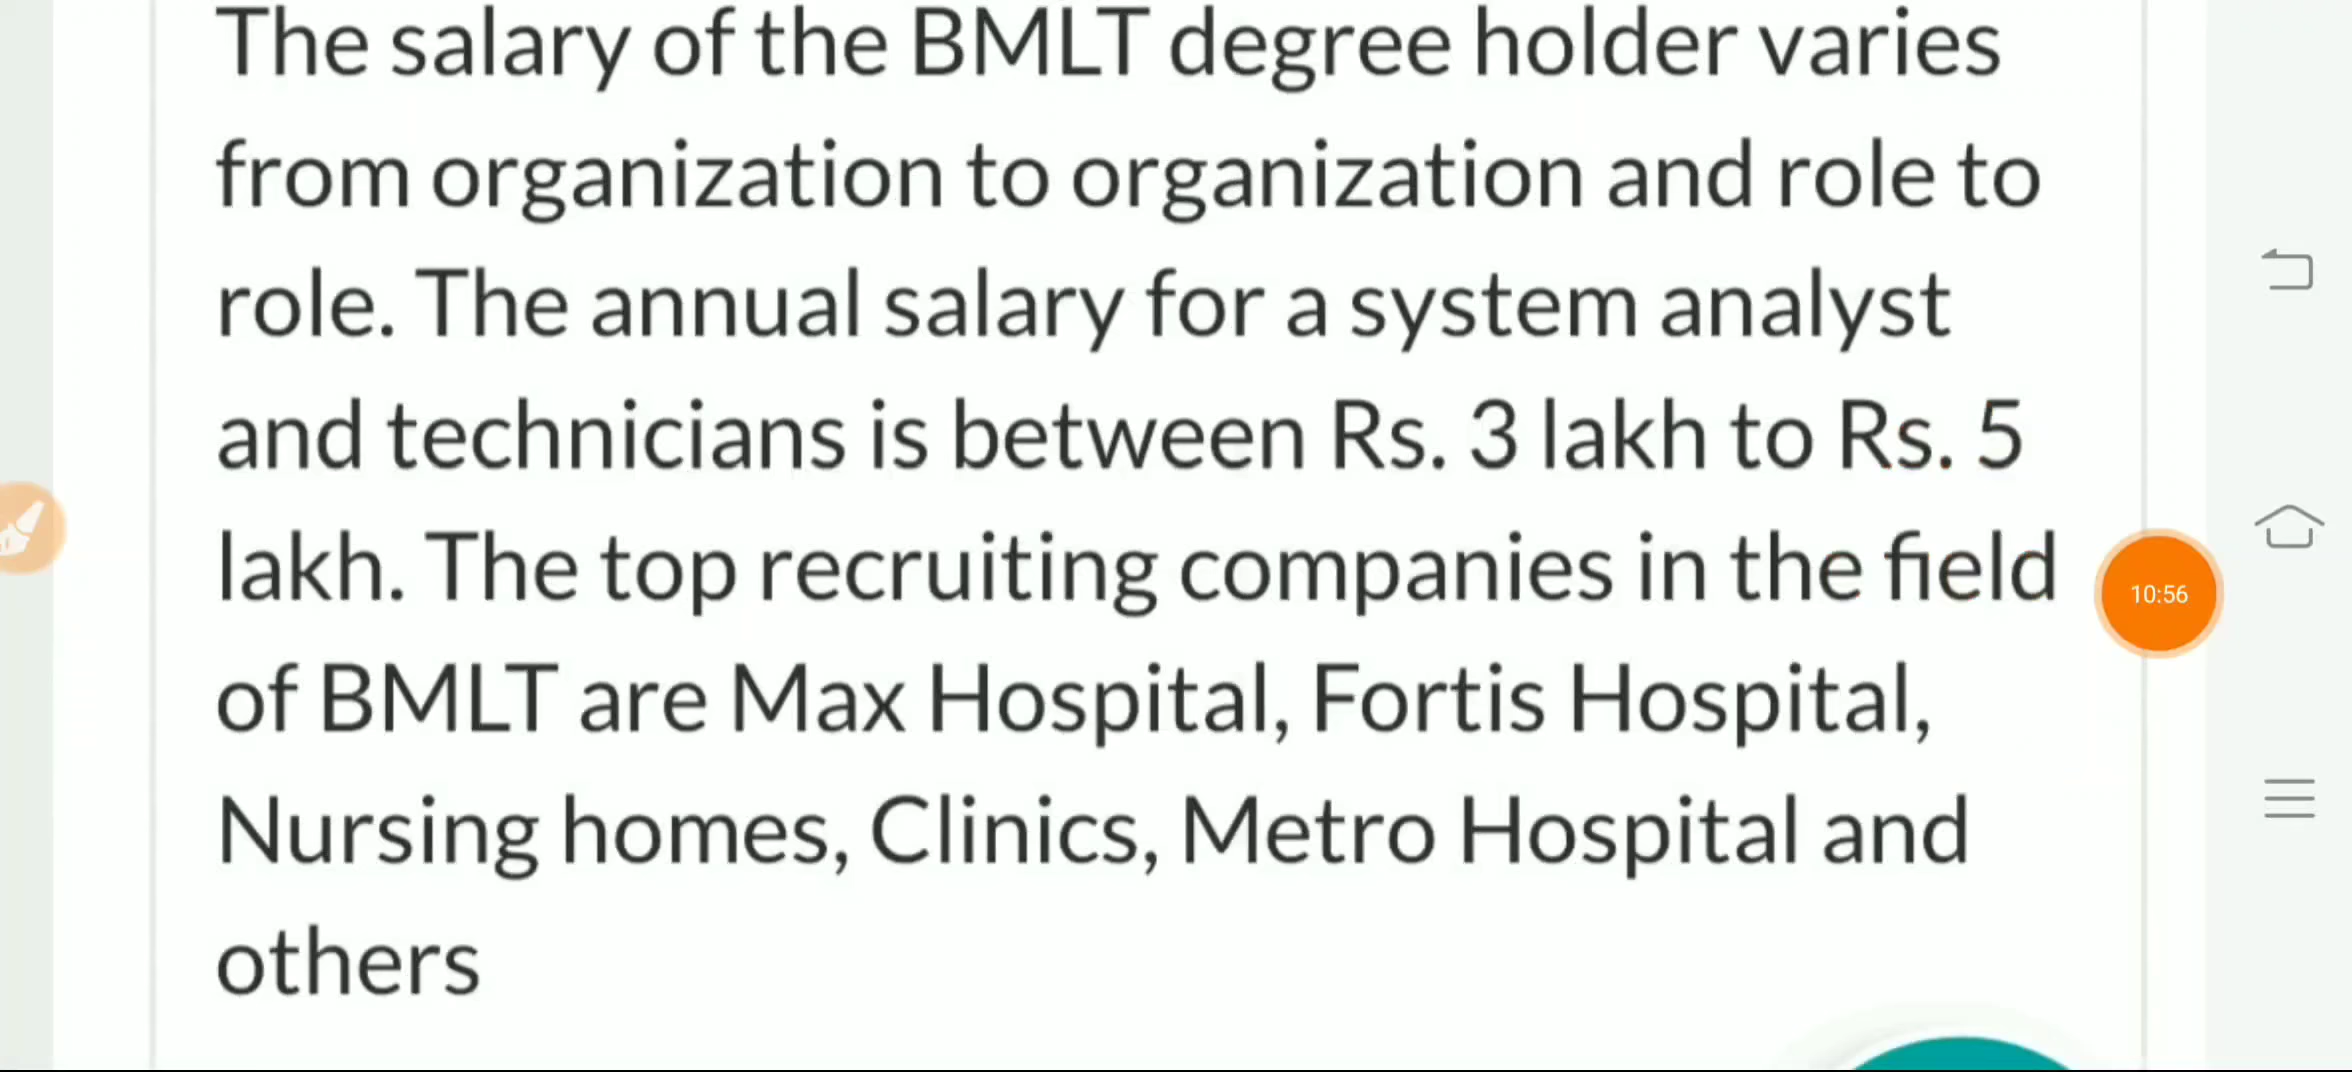 The salary of the BMLT degree holder varies
from organization to organization and role to
role. The annual salary for a system analyst
and technicians is between Rs. 3 lakh to Rs. 5
lakh. The top recruiting companies in the field
of BMLT are Max Hospital, Fortis Hospital,
Nursing homes, Clinics, Metro Hospital and
others
10:56